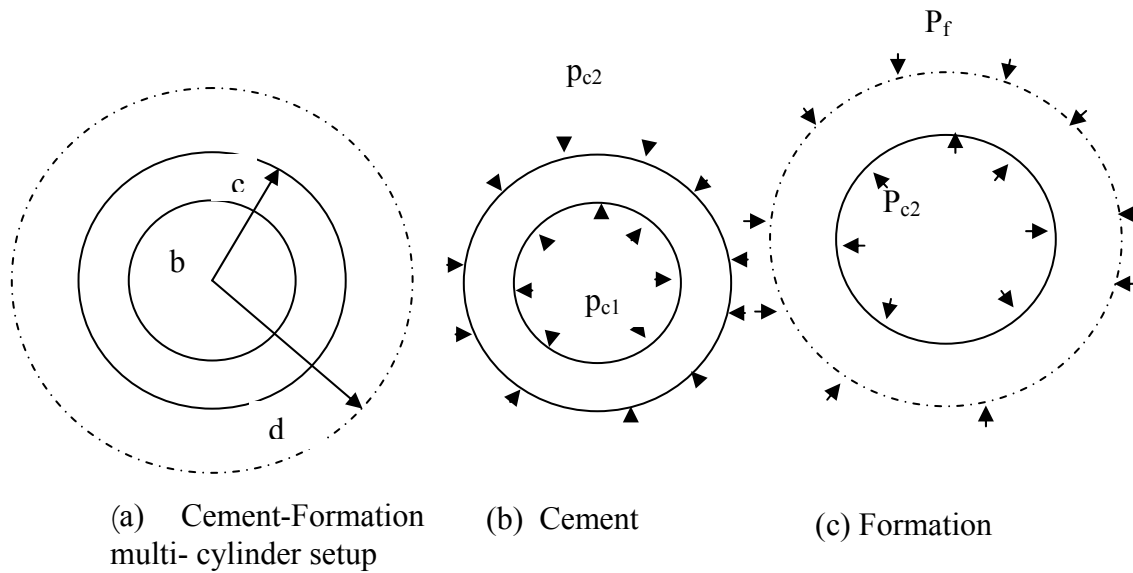 P_f
p_c2
c
b
P_c2
p_c1
d
(a) Cement-Formation
multi- cylinder setup
(b) Cement
(c) Formation